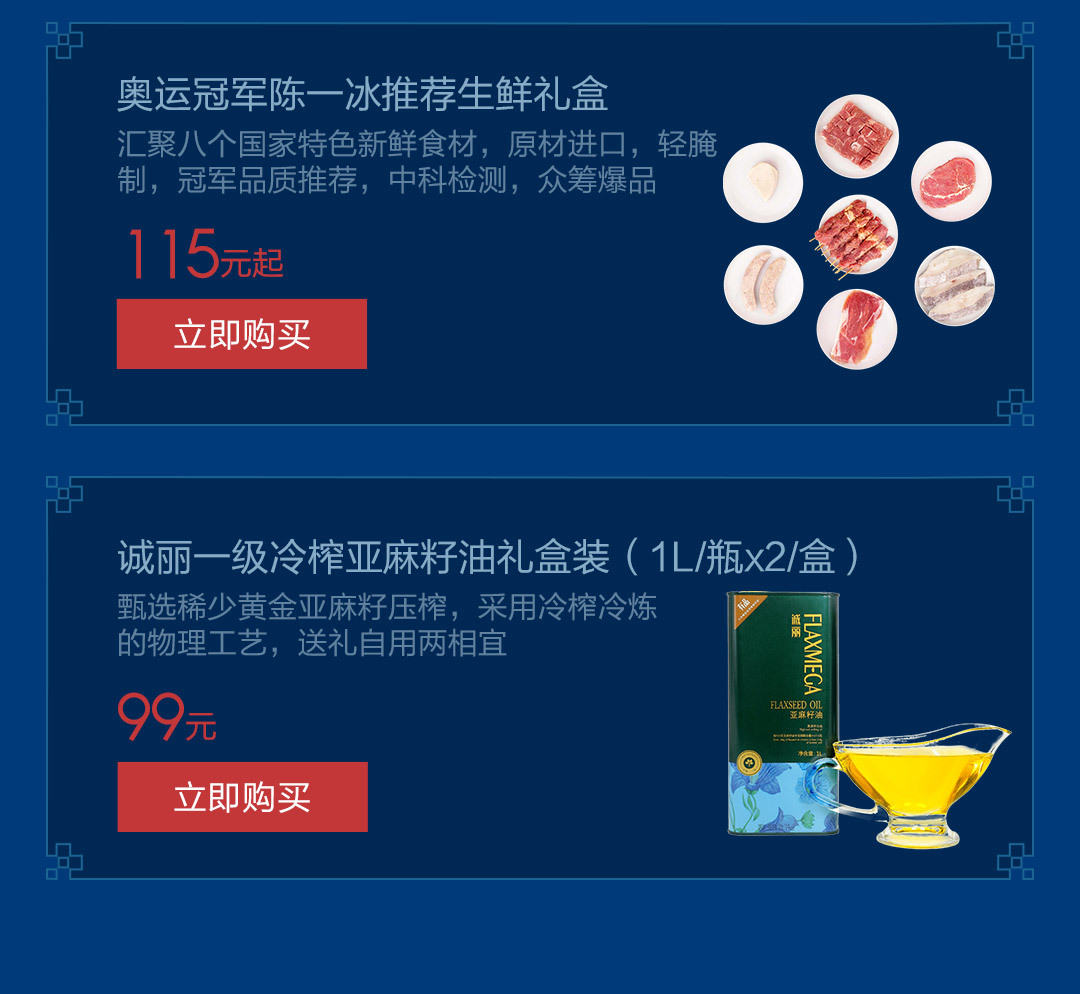 奥运冠军陈一冰推荐生鲜礼盒
汇聚八个国家特色新鲜食材，原材进口，轻腌
制，冠军品质推荐，中科检测，众筹爆品
115元起
立即购买
诚丽一级冷榨亚麻籽油礼盒装（1L/瓶x2/盒）
甄选稀少黄金亚麻籽压榨，采用冷榨冷炼
的物理工艺，送礼自用两相宜
99元
立即购买
诚丽
FLAXMEGA
FLAXSEED OIL
亚麻籽油
净含量: 1L